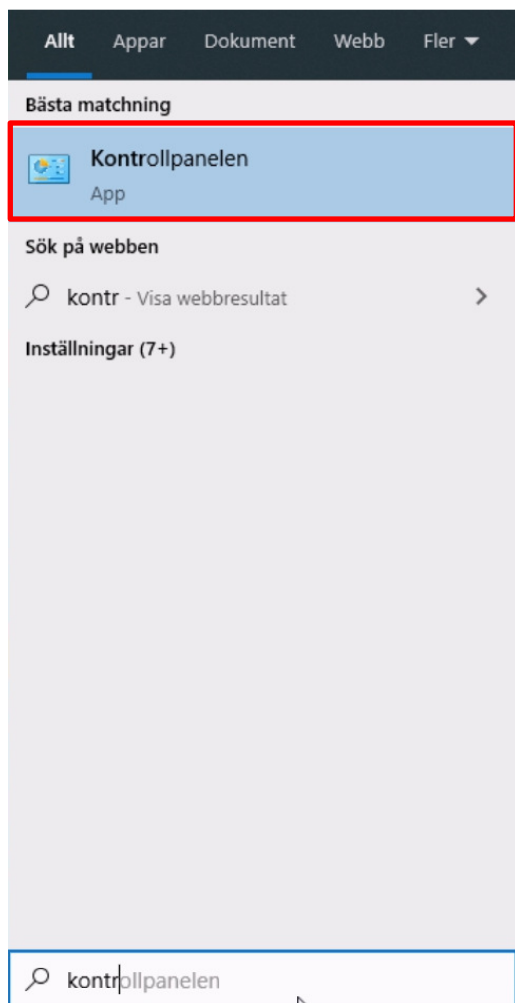 Allt Appar Dokument Webb Fler
Bästa matchning
Kontrollpanelen
App
Sök på webben
kontr - Visa webbresultat
Inställningar (7+)
kontrollpanelen